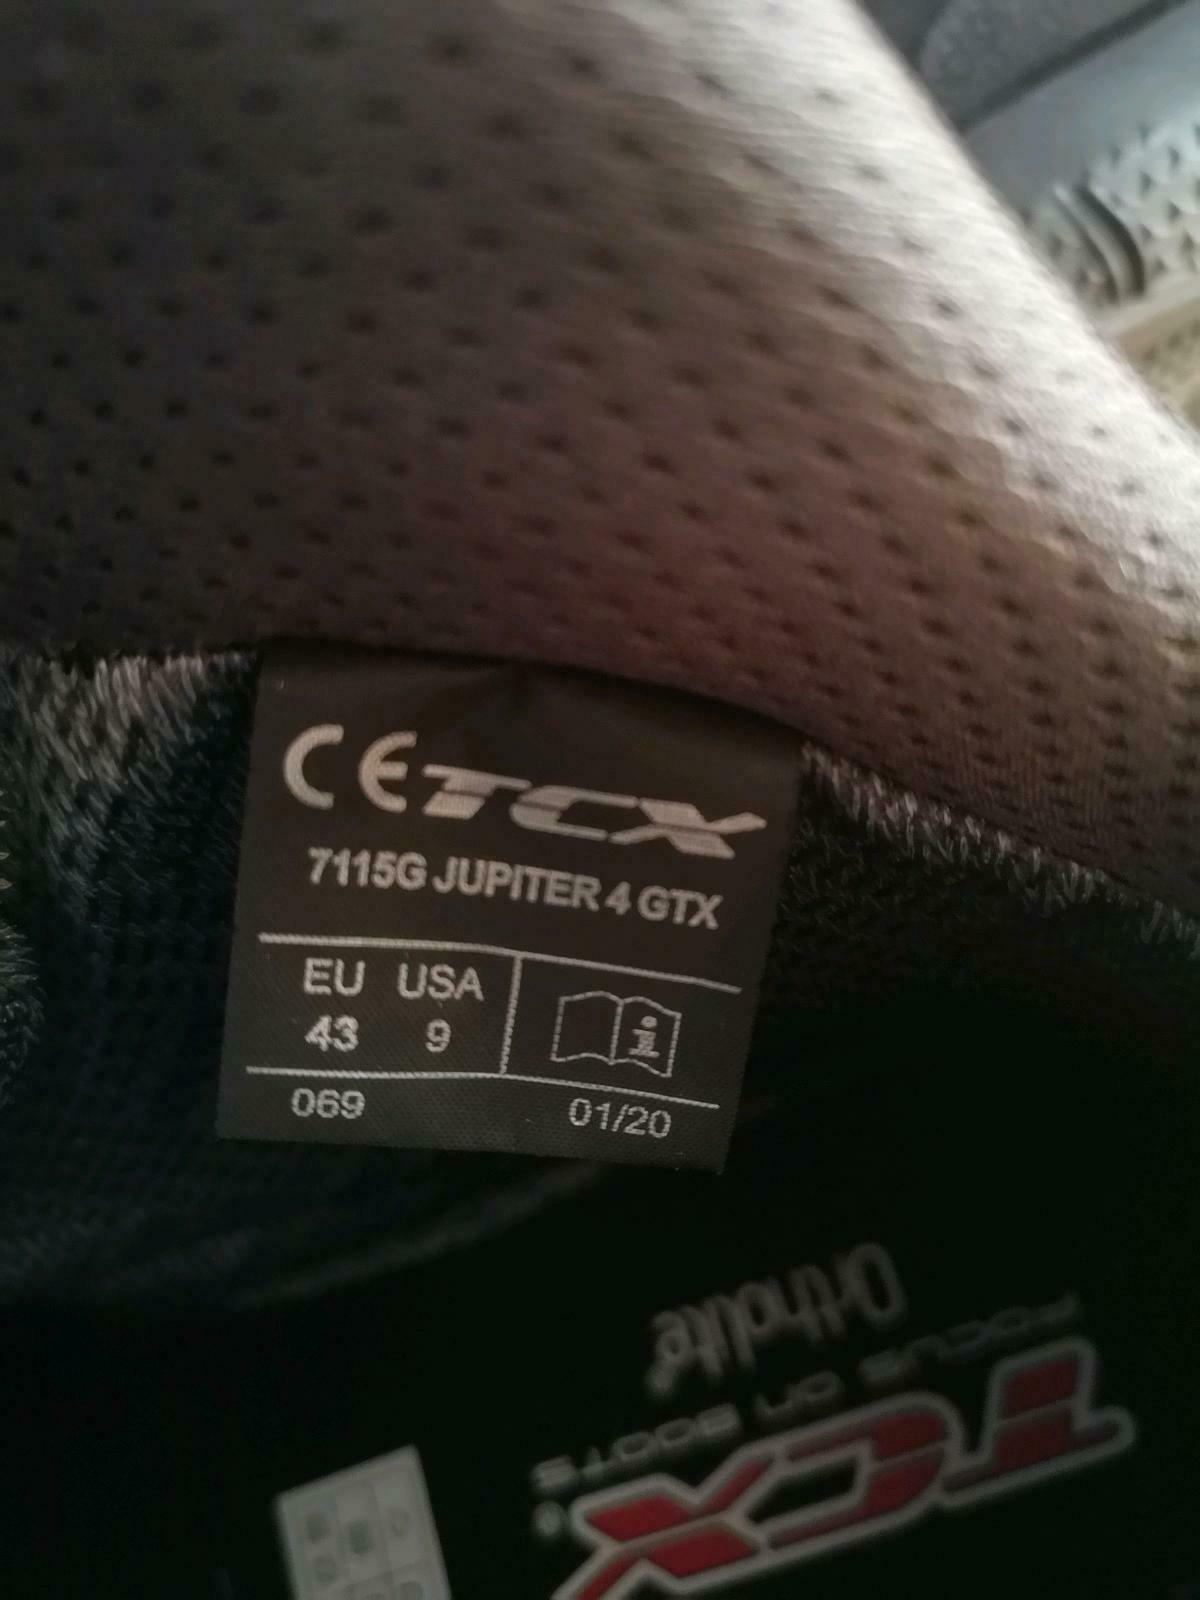 CE TCX
7115G JUPITER 4 GTX
EU USA
43 9
i
069 01/20
OrthoLite®
FOCUS ON BOOTS
TCX®